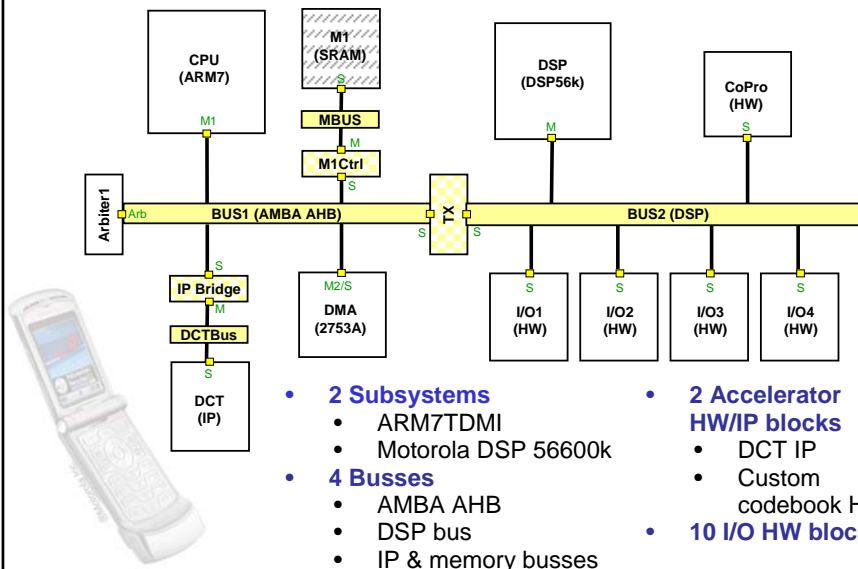 CPU
(ARM7)
M1
M1
(SRAM)
S
MBUS
M
M1Ctrl
S
DSP
(DSP56k)
M
CoPro
(HW)
S
Arbiter1
Arb
BUS1 (AMBA AHB)
S
TX
S
BUS2 (DSP)
S
IP Bridge
M
DCTBus
S
DCT
(IP)
M2/S
DMA
(2753A)
S
I/O1
(HW)
S
I/O2
(HW)
S
I/O3
(HW)
S
I/O4
(HW)
• 2 Subsystems
• ARM7TDMI
• Motorola DSP 56600k
• 4 Busses
• AMBA AHB
• DSP bus
• IP & memory busses
• 2 Accelerator
HW/IP blocks
• DCT IP
• Custom
codebook H
• 10 I/O HW bloc